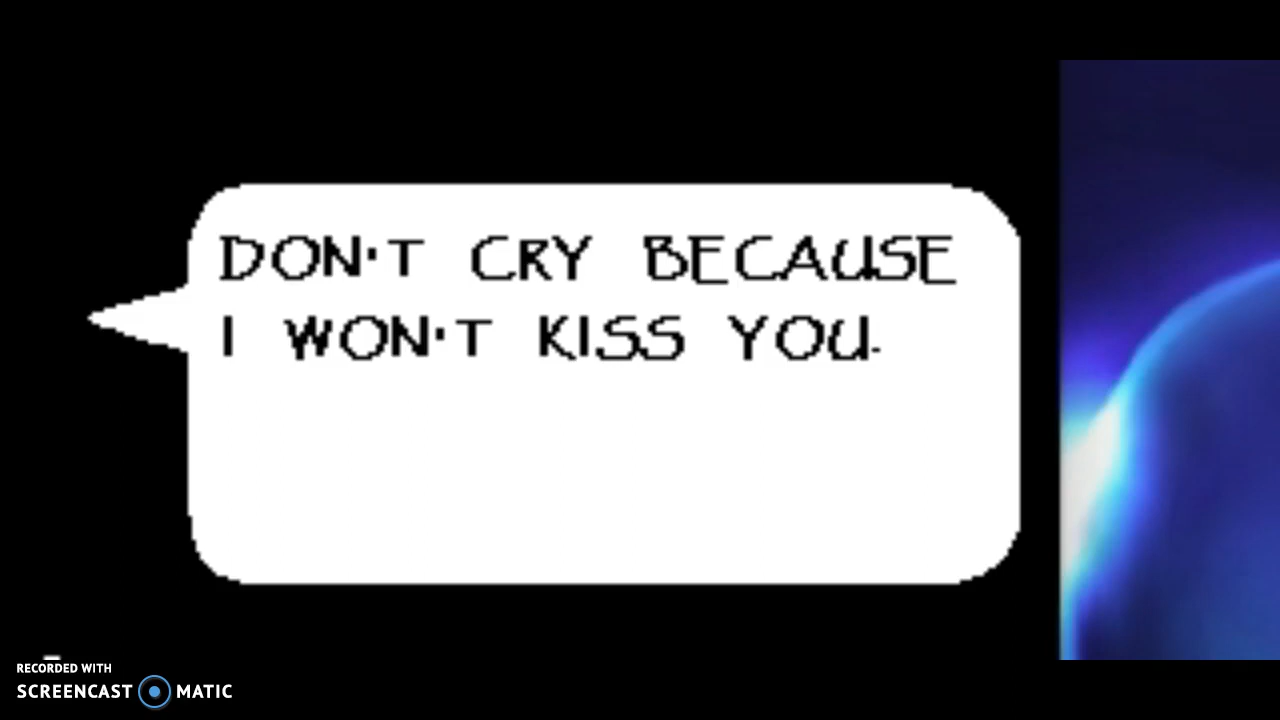 DON'T CRY BECAUSE
I WON'T KISS YOU.
RECORDED WITH
SCREENCAST MATIC